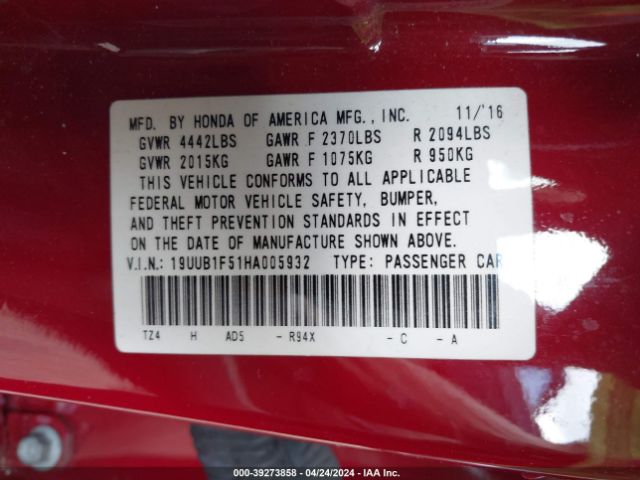 MFD. BY HONDA OF AMERICA MFG., INC. 11/'16
GVWR 4442LBS GAWR F 2370LBS R 2094LBS
GVWR 2015KG GAWR F 1075KG R 950KG
THIS VEHICLE CONFORMS TO ALL APPLICABLE
FEDERAL MOTOR VEHICLE SAFETY, BUMPER,
AND THEFT PREVENTION STANDARDS IN EFFECT
ON THE DATE OF MANUFACTURE SHOWN ABOVE.
V.I.N.: 19UUB1F51HA005932 TYPE: PASSENGER CAR
TZ4 H AD5 - R94X - C - A
000-39273858 - 04/24/2024 - IAA Inc.